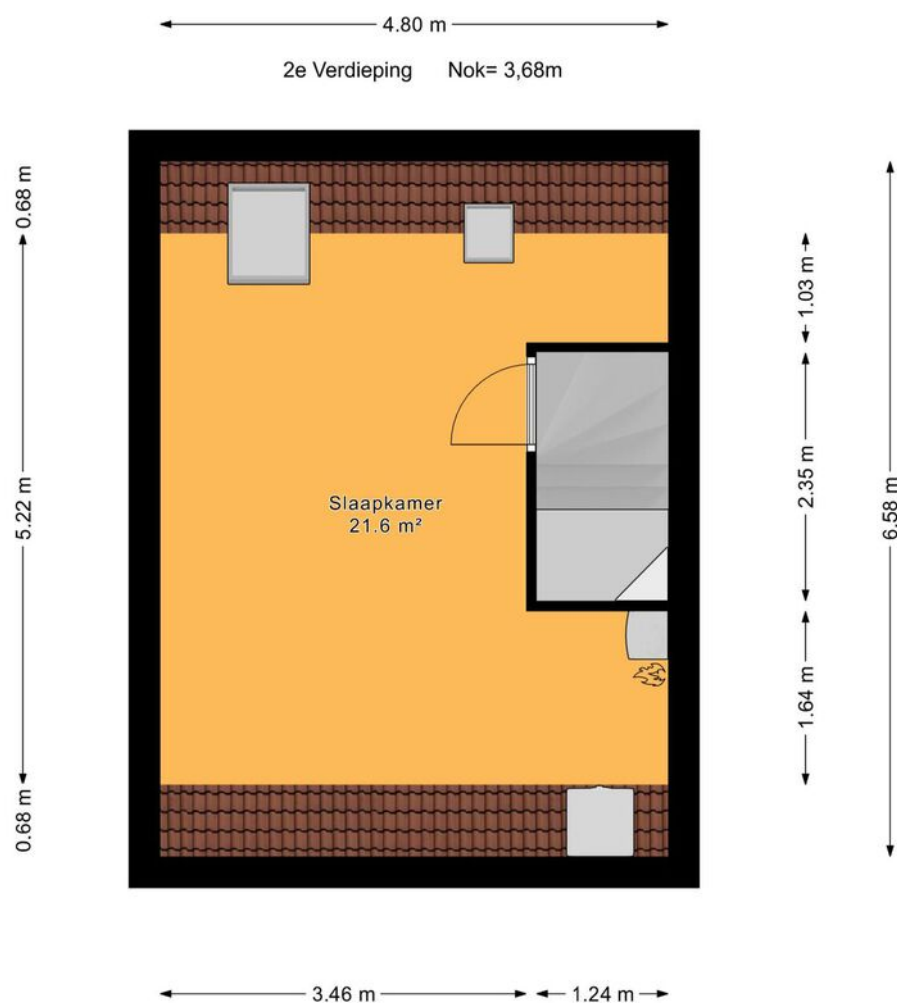 4.80 m
2e Verdieping Nok= 3,68m
0.68 m
5.22 m
0.68 m
Slaapkamer
21.6 m²
1.03 m
2.35 m
1.64 m
6.58 m
3.46 m
1.24 m